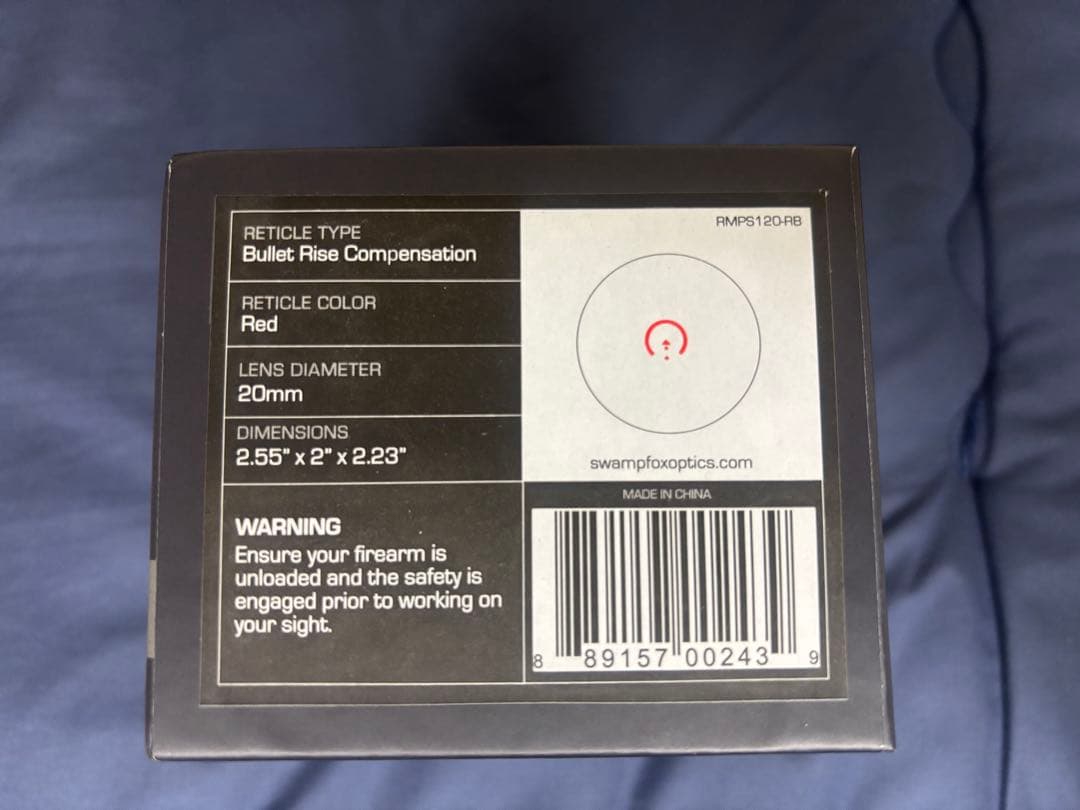 RETICLE TYPE
Bullet Rise Compensation
RETICLE COLOR
Red
LENS DIAMETER
20mm
DIMENSIONS
2.55" x 2" x 2.23"
WARNING
Ensure your firearm is
unloaded and the safety is
engaged prior to working on
your sight.
RMPS120-RB
swampfoxoptics.com
MADE IN CHINA
8 89157 00243 9